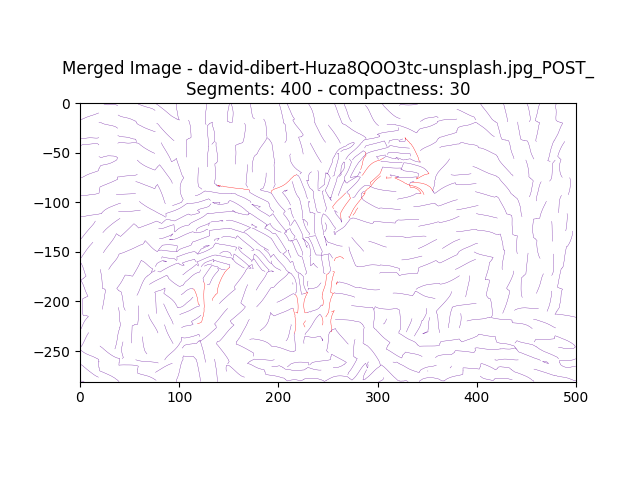 Merged Image - david-dibert-Huza8QOO3tc-unsplash.jpg_POST_
Segments: 400 - compactness: 30
0
−50
−100
−150
−200
−250
0 100 200 300 400 500